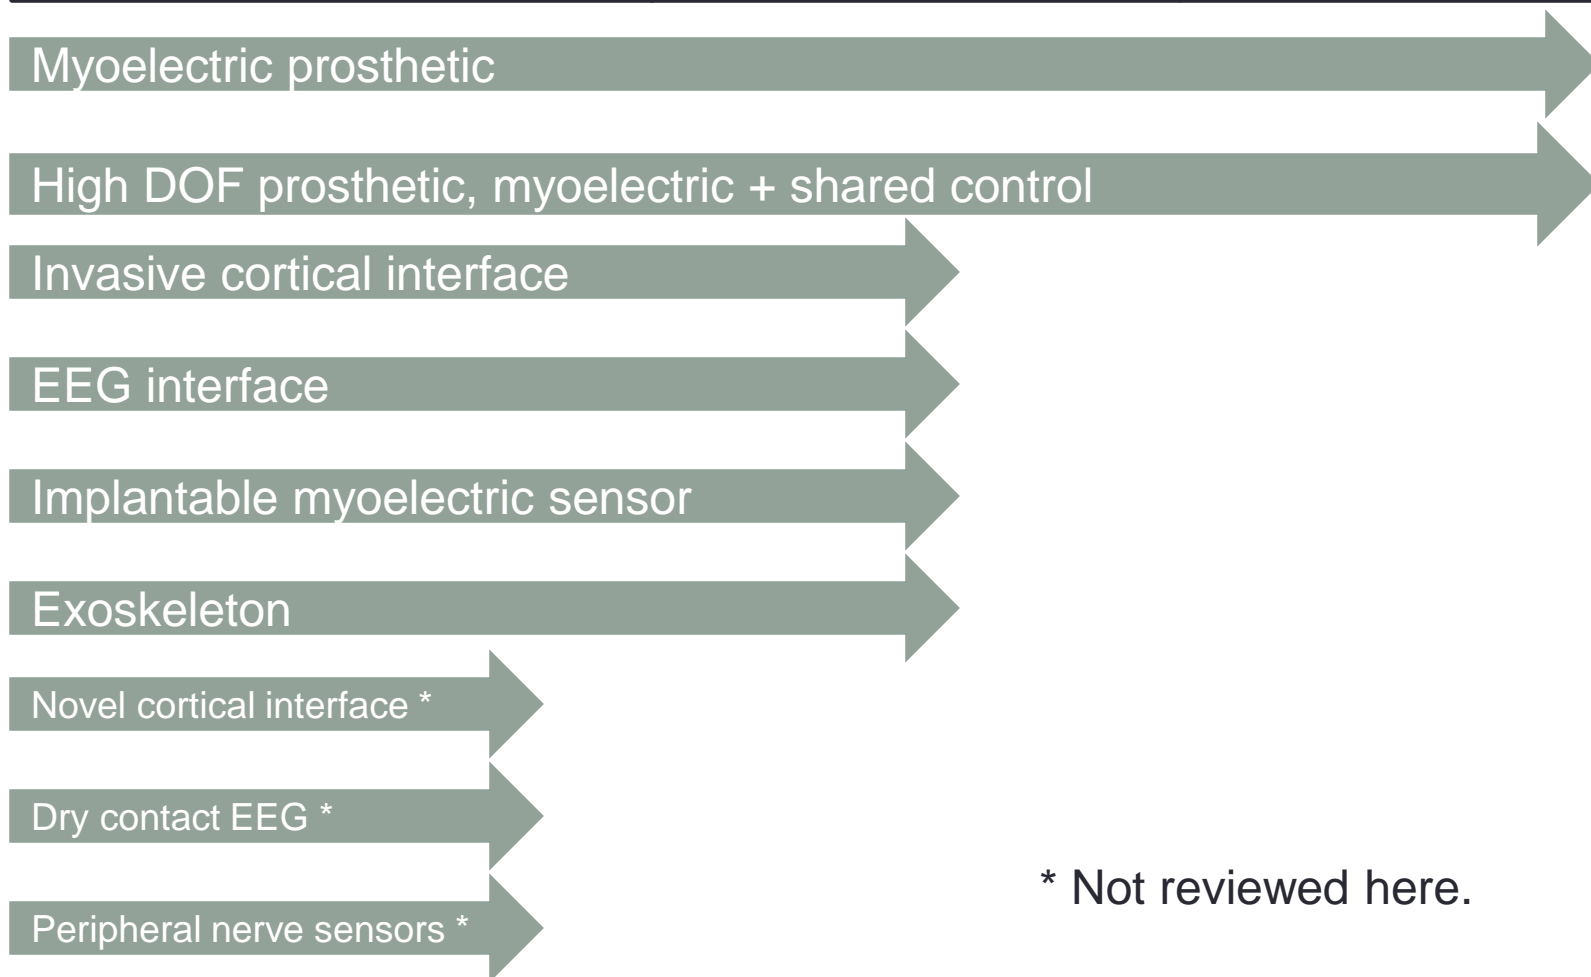 Myoelectric prosthetic
High DOF prosthetic, myoelectric + shared control
Invasive cortical interface
EEG interface
Implantable myoelectric sensor
Exoskeleton
Novel cortical interface *
Dry contact EEG *
* Not reviewed here.
Peripheral nerve sensors *